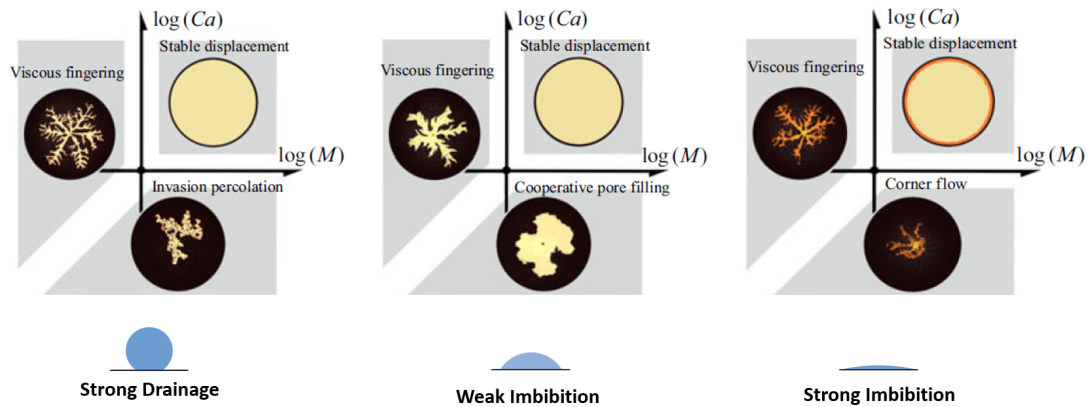 log (Ca)
Stable displacement
Viscous fingering
log (M)
Invasion percolation
Strong Drainage
log (Ca)
Stable displacement
Viscous fingering
log (M)
Cooperative pore filling
Weak Imbibition
log (Ca)
Stable displacement
Viscous fingering
log (M)
Corner flow
Strong Imbibition